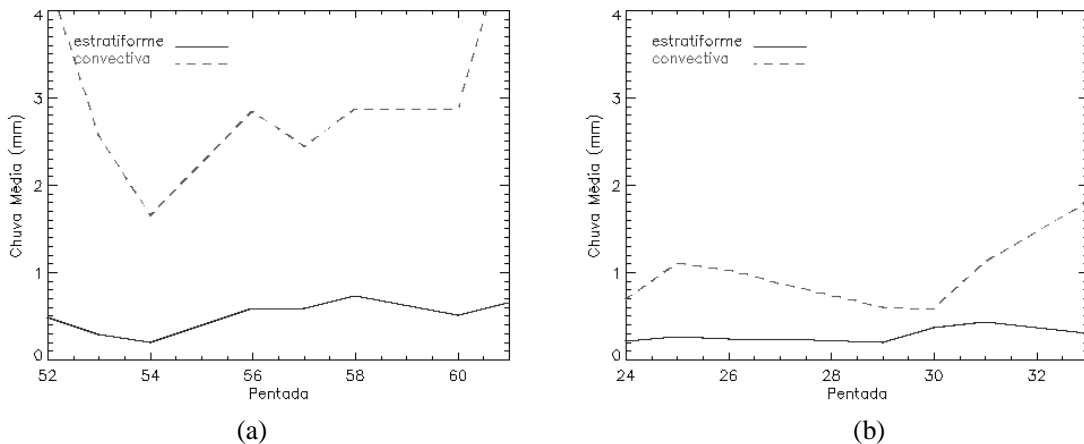 4
3
2
1
0
Chuva Média (mm)
estratiforme
convectiva
52 54 56 58 60
Pentada
(a)
4
3
2
1
0
Chuva Média (mm)
estratiforme
convectiva
24 26 28 30 32
Pentada
(b)